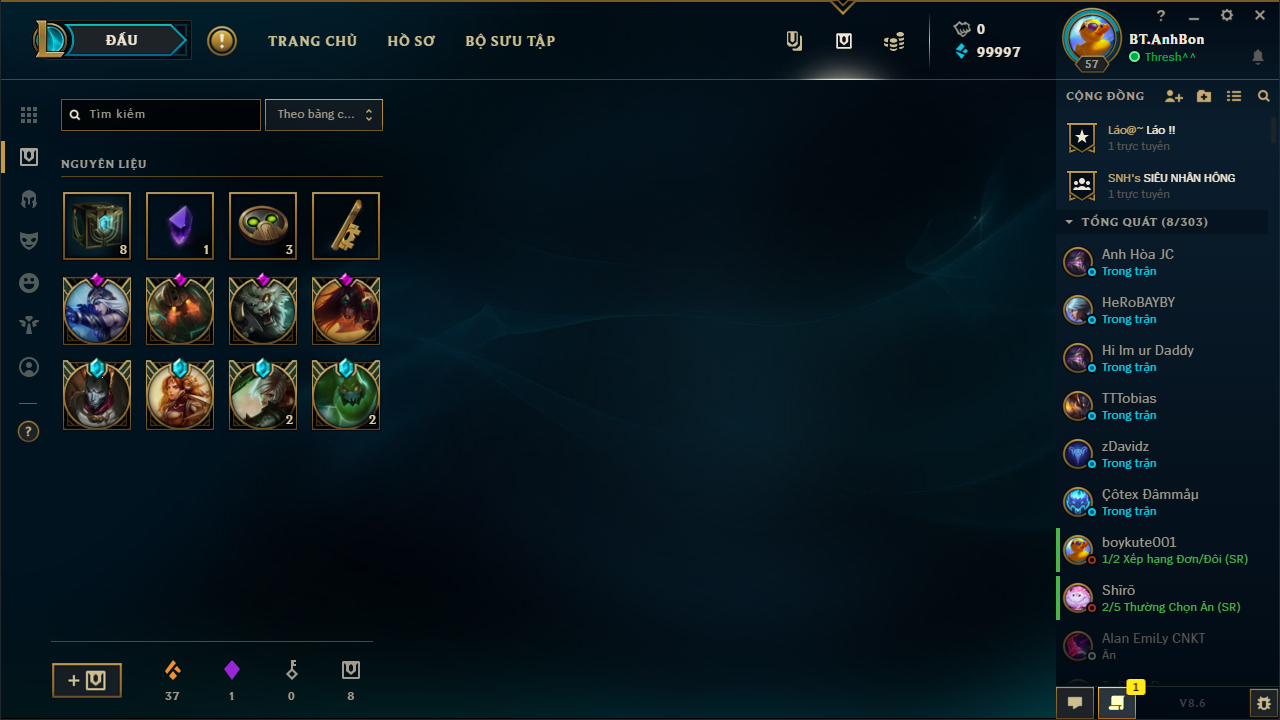 ĐẤU
TRANG CHỦ
HỒ SƠ
BỘ SƯU TẬP
0
99997
57
BT.AnhBon
Thresh^^
Tìm kiếm
Theo bảng c...
NGUYÊN LIỆU
8
1
3
2
2
37
1
0
8
CỘNG ĐỒNG
Láo@~ Láo !!
1 trực tuyến
SNH's SIÊU NHÂN HỒNG
1 trực tuyến
TỔNG QUÁT (8/303)
Anh Hòa JC
Trong trận
HeRoBAYBY
Trong trận
Hi Im ur Daddy
Trong trận
TTTobias
Trong trận
zDavidz
Trong trận
Çôtex Đâmmåµ
Trong trận
boykute001
1/2 Xếp hạng Đơn/Đôi (SR)
Shīrō
2/5 Thường Chọn Ẩn (SR)
Alan EmiLy CNKT
Ẩn
1
V8.6